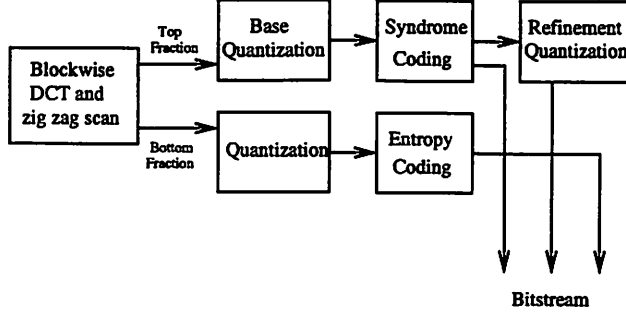 Top
Fraction
Base
Quantization
Syndrome
Coding
Refinement
Quantization
Blockwise
DCT and
zig zag scan
Bottom
Fraction
Quantization
Entropy
Coding
Bitstream